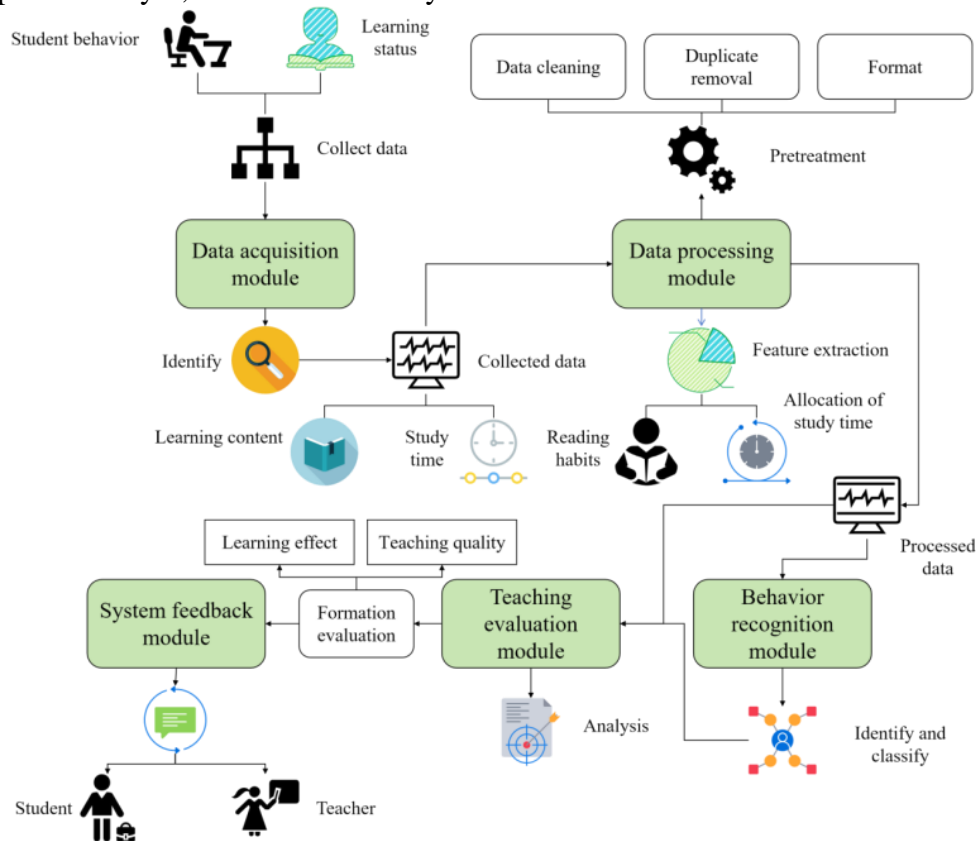 Student behavior
Learning
status
Data cleaning
Duplicate
removal
Format
Collect data
Pretreatment
Data acquisition
module
Data processing
module
Identify
Collected data
Feature extraction
Learning content
Study
time
Reading
habits
Allocation of
study time
Processed
data
Learning effect
Teaching quality
System feedback
module
Formation
evaluation
Teaching
evaluation
module
Behavior
recognition
module
Analysis
Identify and
classify
Student
Teacher